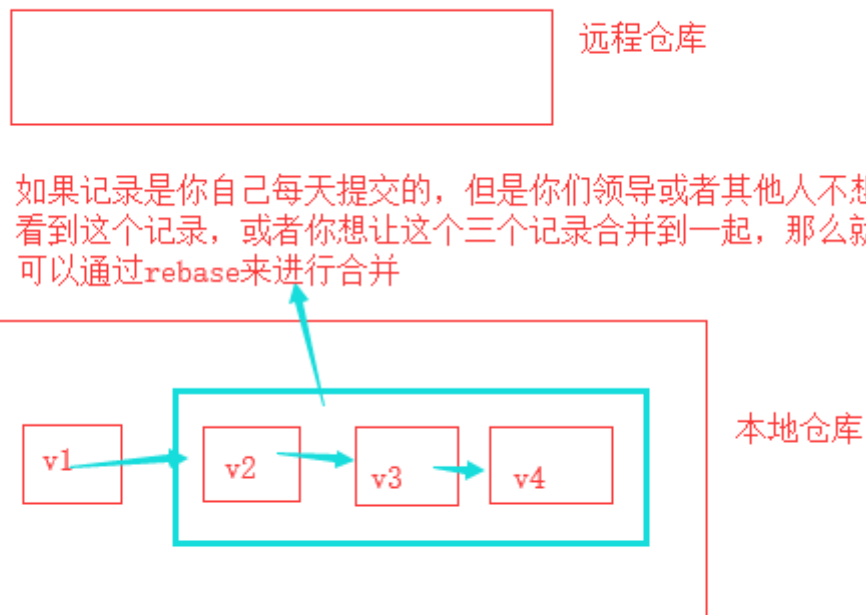 远程仓库
如果记录是你自己每天提交的，但是你们领导或者其他人不想
看到这个记录，或者你想让这个三个记录合并到一起，那么就
可以通过rebase来进行合并
本地仓库
v1
v2
v3
v4